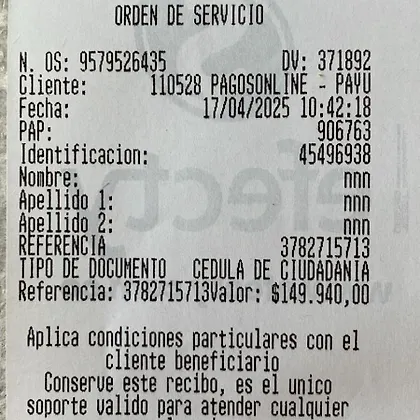 ORDEN DE SERVICIO
N. OS: 9579526435 DV: 371892
Cliente: 110528 PAGOSONLINE - PAYU
Fecha: 17/04/2025 10:42:18
PAP: 906763
Identificacion: 45496938
Nombre: nnn
Apellido 1: nnn
Apellido 2: nnn
REFERENCIA 3782715713
TIPO DE DOCUMENTO CEDULA DE CIUDADANIA
Referencia: 3782715713Valor: $149.940,00
Aplica condiciones particulares con el
cliente beneficiario
Conserve este recibo, es el unico
soporte valido para atender cualquier